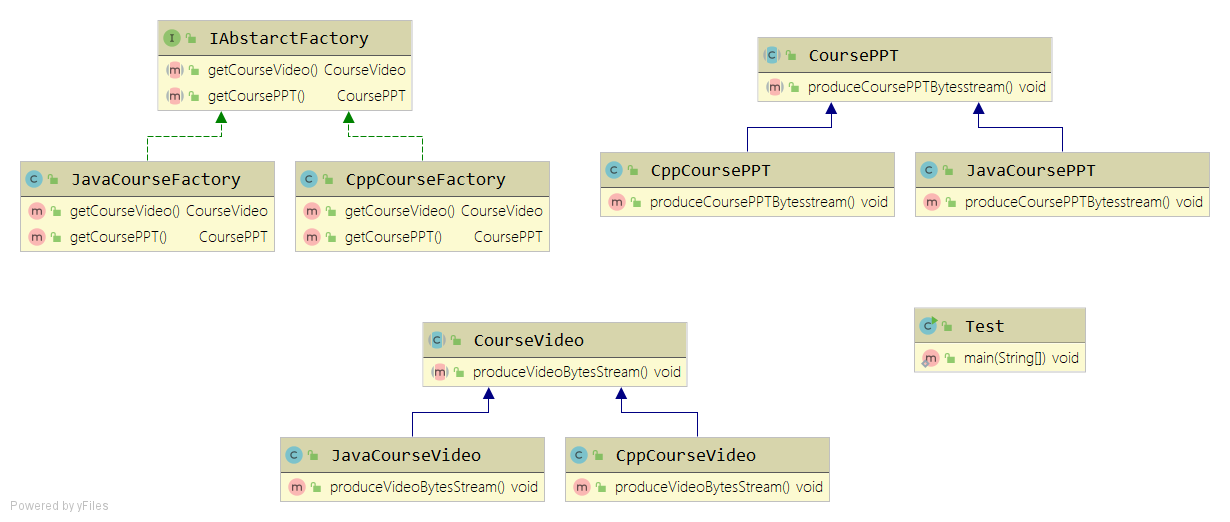 IAbstarctFactory
getCourseVideo() CourseVideo
getCoursePPT() CoursePPT
JavaCourseFactory
getCourseVideo() CourseVideo
getCoursePPT() CoursePPT
CppCourseFactory
getCourseVideo() CourseVideo
getCoursePPT() CoursePPT
CoursePPT
produceCoursePPTBytesstream() void
CppCoursePPT
produceCoursePPTBytesstream() void
JavaCoursePPT
produceCoursePPTBytesstream() void
CourseVideo
produceVideoBytesStream() void
JavaCourseVideo
produceVideoBytesStream() void
CppCourseVideo
produceVideoBytesStream() void
Test
main(String[]) void
Powered by yFiles